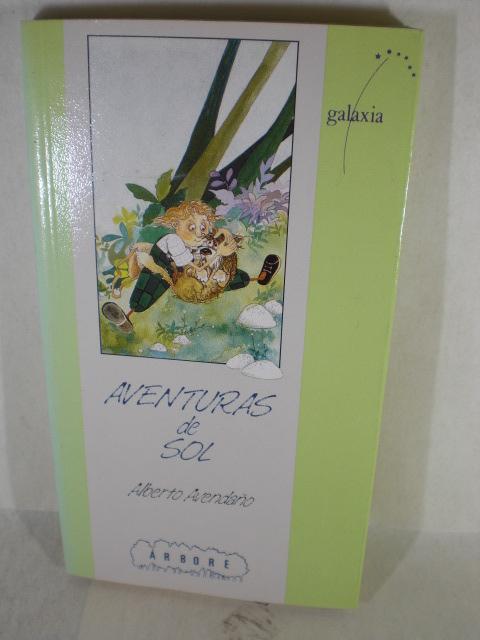 galaxia
AVENTURAS
de
SOL
Alberto Avendaño
ÁRBORE